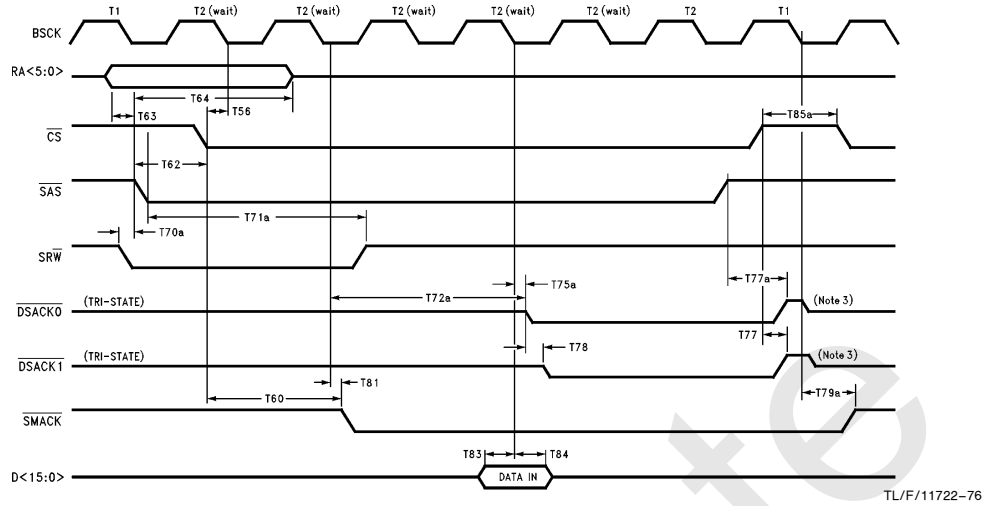 T1 T2 (wait) T2 (wait) T2 (wait) T2 (wait) T2 (wait) T2 T1
BSCK
RA<5:0>
T64
T63 T56
CS
T85a
T62
SAS
T71a
T70a
SRW
T77a
T75a
T72a
DSACK0 (TRI-STATE) (Note 3)
T77
T78
DSACK1 (TRI-STATE) (Note 3)
T81
T60
T79a
SMACK
T83 T84
D<15:0> DATA IN
TL/F/11722–76
te